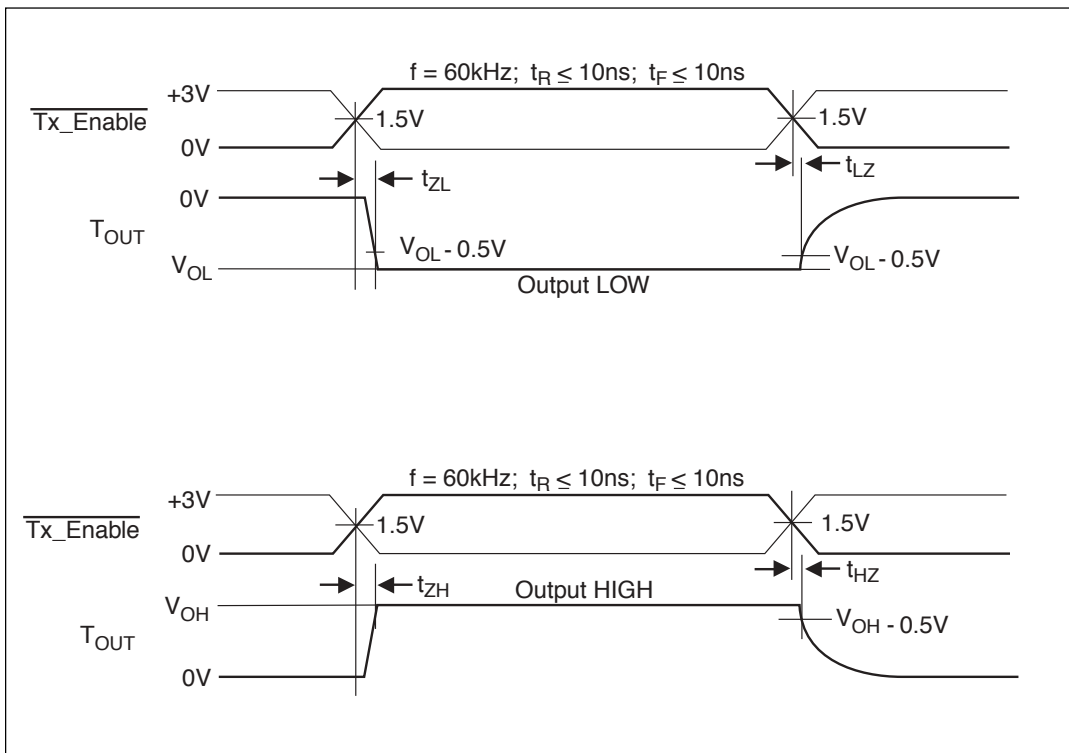 f = 60kHz; tR ≤ 10ns; tF ≤ 10ns
+3V
Tx_Enable
1.5V
1.5V
0V
tZL
tLZ
0V
TOUT
VOL - 0.5V
VOL - 0.5V
VOL
Output LOW
f = 60kHz; tR ≤ 10ns; tF ≤ 10ns
+3V
Tx_Enable
1.5V
1.5V
0V
tZH
tHZ
VOH
Output HIGH
VOH - 0.5V
TOUT
0V